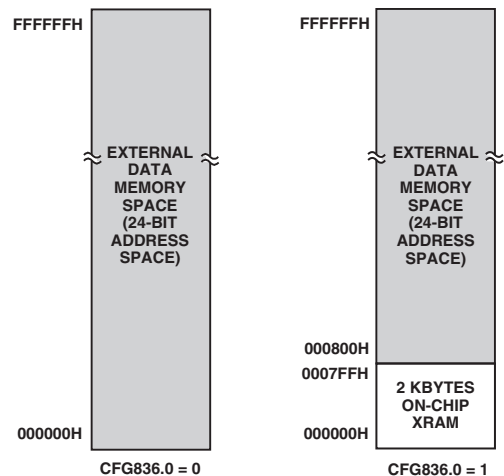 FFFFFFH
EXTERNAL
DATA
MEMORY
SPACE
(24-BIT
ADDRESS
SPACE)
000000H
CFG836.0 = 0
FFFFFFH
EXTERNAL
DATA
MEMORY
SPACE
(24-BIT
ADDRESS
SPACE)
000800H
0007FFH
2 KBYTES
ON-CHIP
XRAM
000000H
CFG836.0 = 1